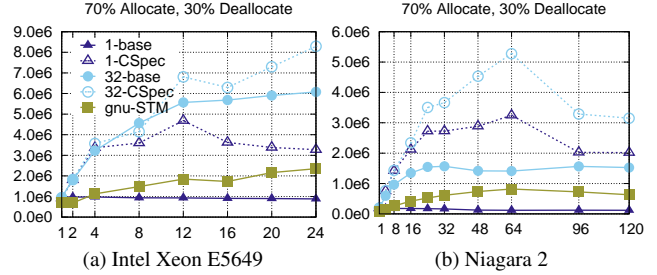 70% Allocate, 30% Deallocate
9.0e6
8.0e6
7.0e6
6.0e6
5.0e6
4.0e6
3.0e6
2.0e6
1.0e6
0.0e0
1-base
1-CSpec
32-base
32-CSpec
gnu-STM
1 2 4 8 12 16 20 24
(a) Intel Xeon E5649
70% Allocate, 30% Deallocate
6.0e6
5.0e6
4.0e6
3.0e6
2.0e6
1.0e6
0.0e0
1 8 16 32 48 64 96 120
(b) Niagara 2